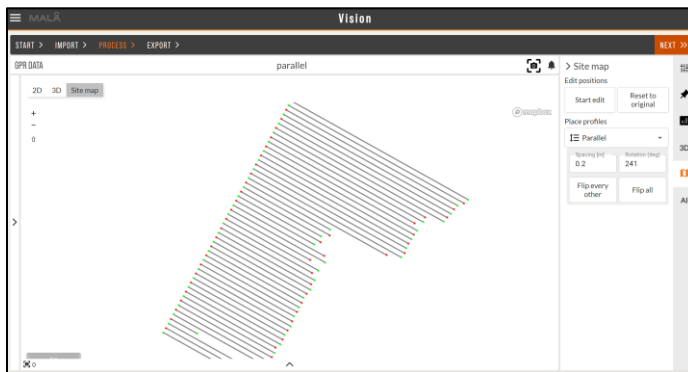 MALÅ
Vision
START > IMPORT > PROCESS > EXPORT >
NEXT >>
GPR DATA
parallel
2D 3D Site map
+
−
mapbox
> Site map
Edit positions
Start edit
Reset to original
Place profiles
Parallel
Spacing [m]
0.2
Rotation [deg]
241
Flip every other
Flip all
3D
AI
0